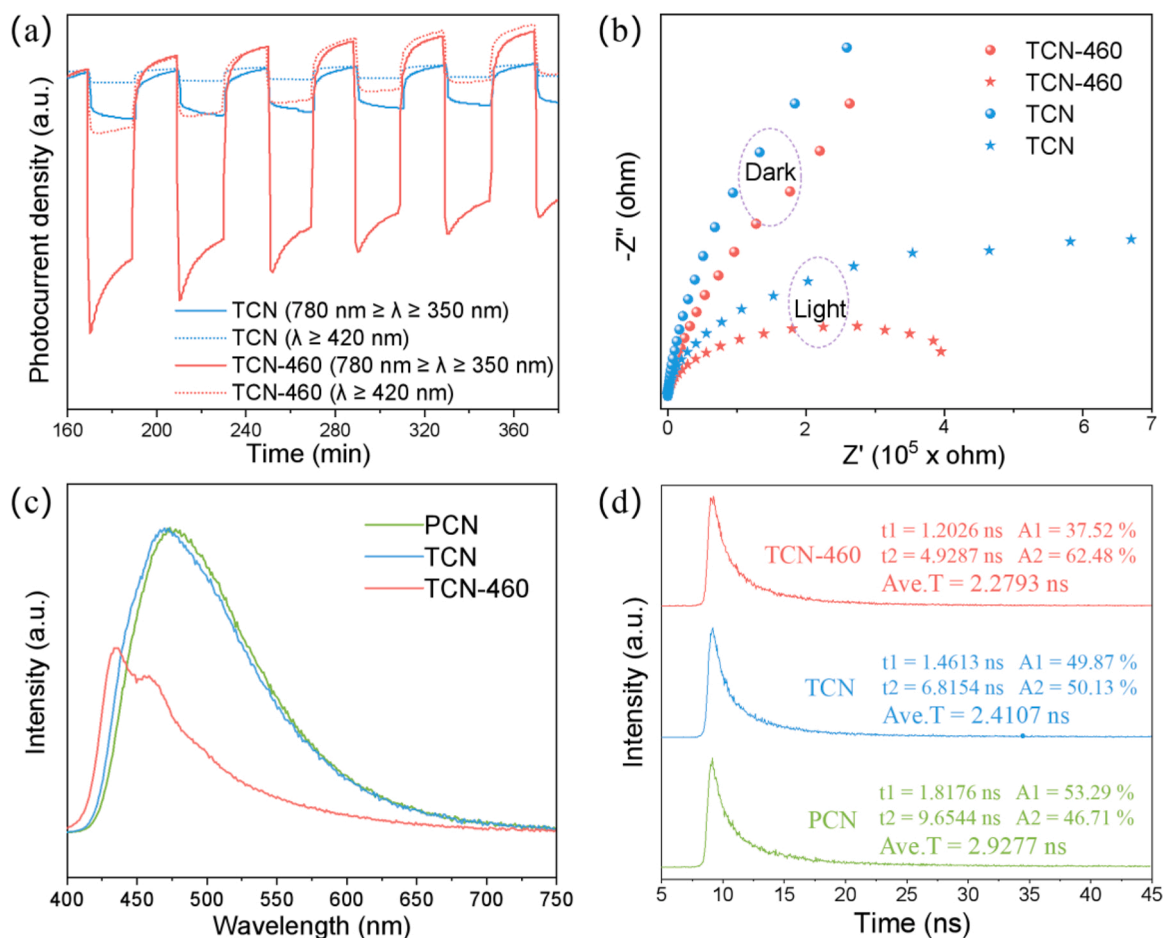 (a)
Photocurrent density (a.u.)
TCN (780 nm ≥ λ ≥ 350 nm)
TCN (λ ≥ 420 nm)
TCN-460 (780 nm ≥ λ ≥ 350 nm)
TCN-460 (λ ≥ 420 nm)
160 200 240 280 320 360
Time (min)
(b)
-Z" (ohm)
TCN-460
TCN-460
TCN
TCN
Dark
Light
0 2 4 6 7
Z' (10⁵ x ohm)
(c)
Intensity (a.u.)
PCN
TCN
TCN-460
400 450 500 550 600 650 700 750
Wavelength (nm)
(d)
Intensity (a.u.)
TCN-460
t1 = 1.2026 ns A1 = 37.52 %
t2 = 4.9287 ns A2 = 62.48 %
Ave.T = 2.2793 ns
TCN
t1 = 1.4613 ns A1 = 49.87 %
t2 = 6.8154 ns A2 = 50.13 %
Ave.T = 2.4107 ns
PCN
t1 = 1.8176 ns A1 = 53.29 %
t2 = 9.6544 ns A2 = 46.71 %
Ave.T = 2.9277 ns
5 10 15 20 25 30 35 40 45
Time (ns)